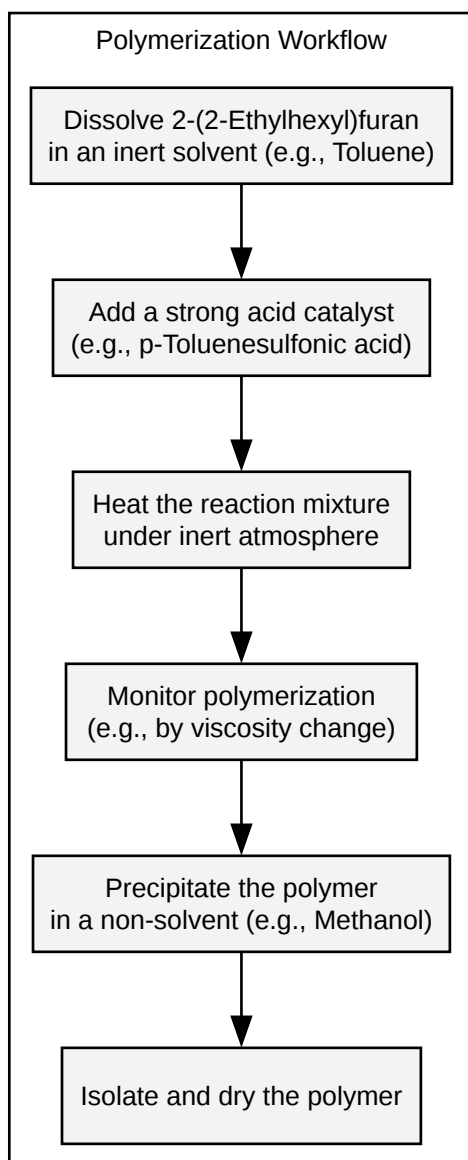 Polymerization Workflow
Dissolve 2-(2-Ethylhexyl)furan
in an inert solvent (e.g., Toluene)
Add a strong acid catalyst
(e.g., p-Toluenesulfonic acid)
Heat the reaction mixture
under inert atmosphere
Monitor polymerization
(e.g., by viscosity change)
Precipitate the polymer
in a non-solvent (e.g., Methanol)
Isolate and dry the polymer